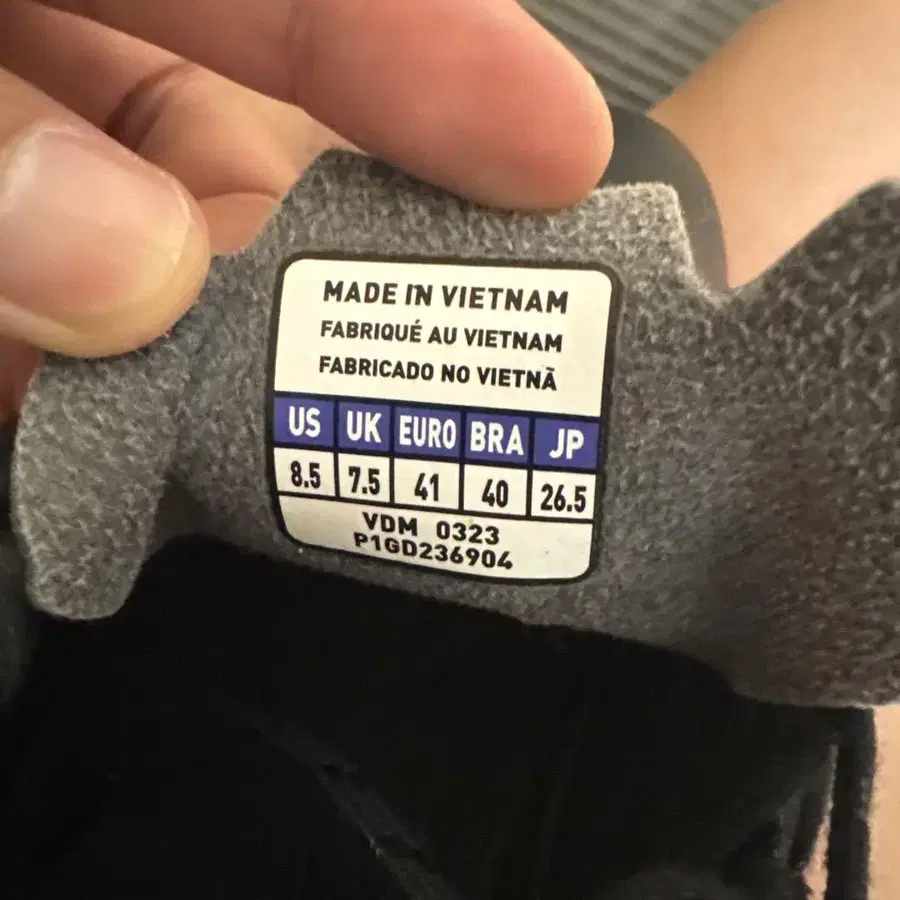 MADE IN VIETNAM
FABRIQUÉ AU VIETNAM
FABRICADO NO VIETNÃ
US UK EURO BRA JP
8.5 7.5 41 40 26.5
VDM 0323
P1GD236904